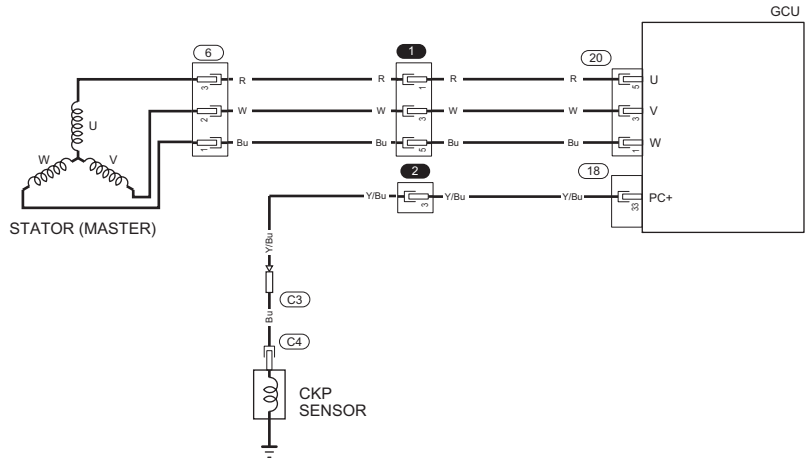 GCU
6
1
20
3 R R 1 R R 5 U
2 W W 3 W W 3 V
1 Bu Bu 5 Bu Bu 1 W
U
W V
STATOR (MASTER)
2
18
Y/Bu 3 Y/Bu Y/Bu 33 PC+
Y/Bu
C3
Bu
C4
CKP
SENSOR